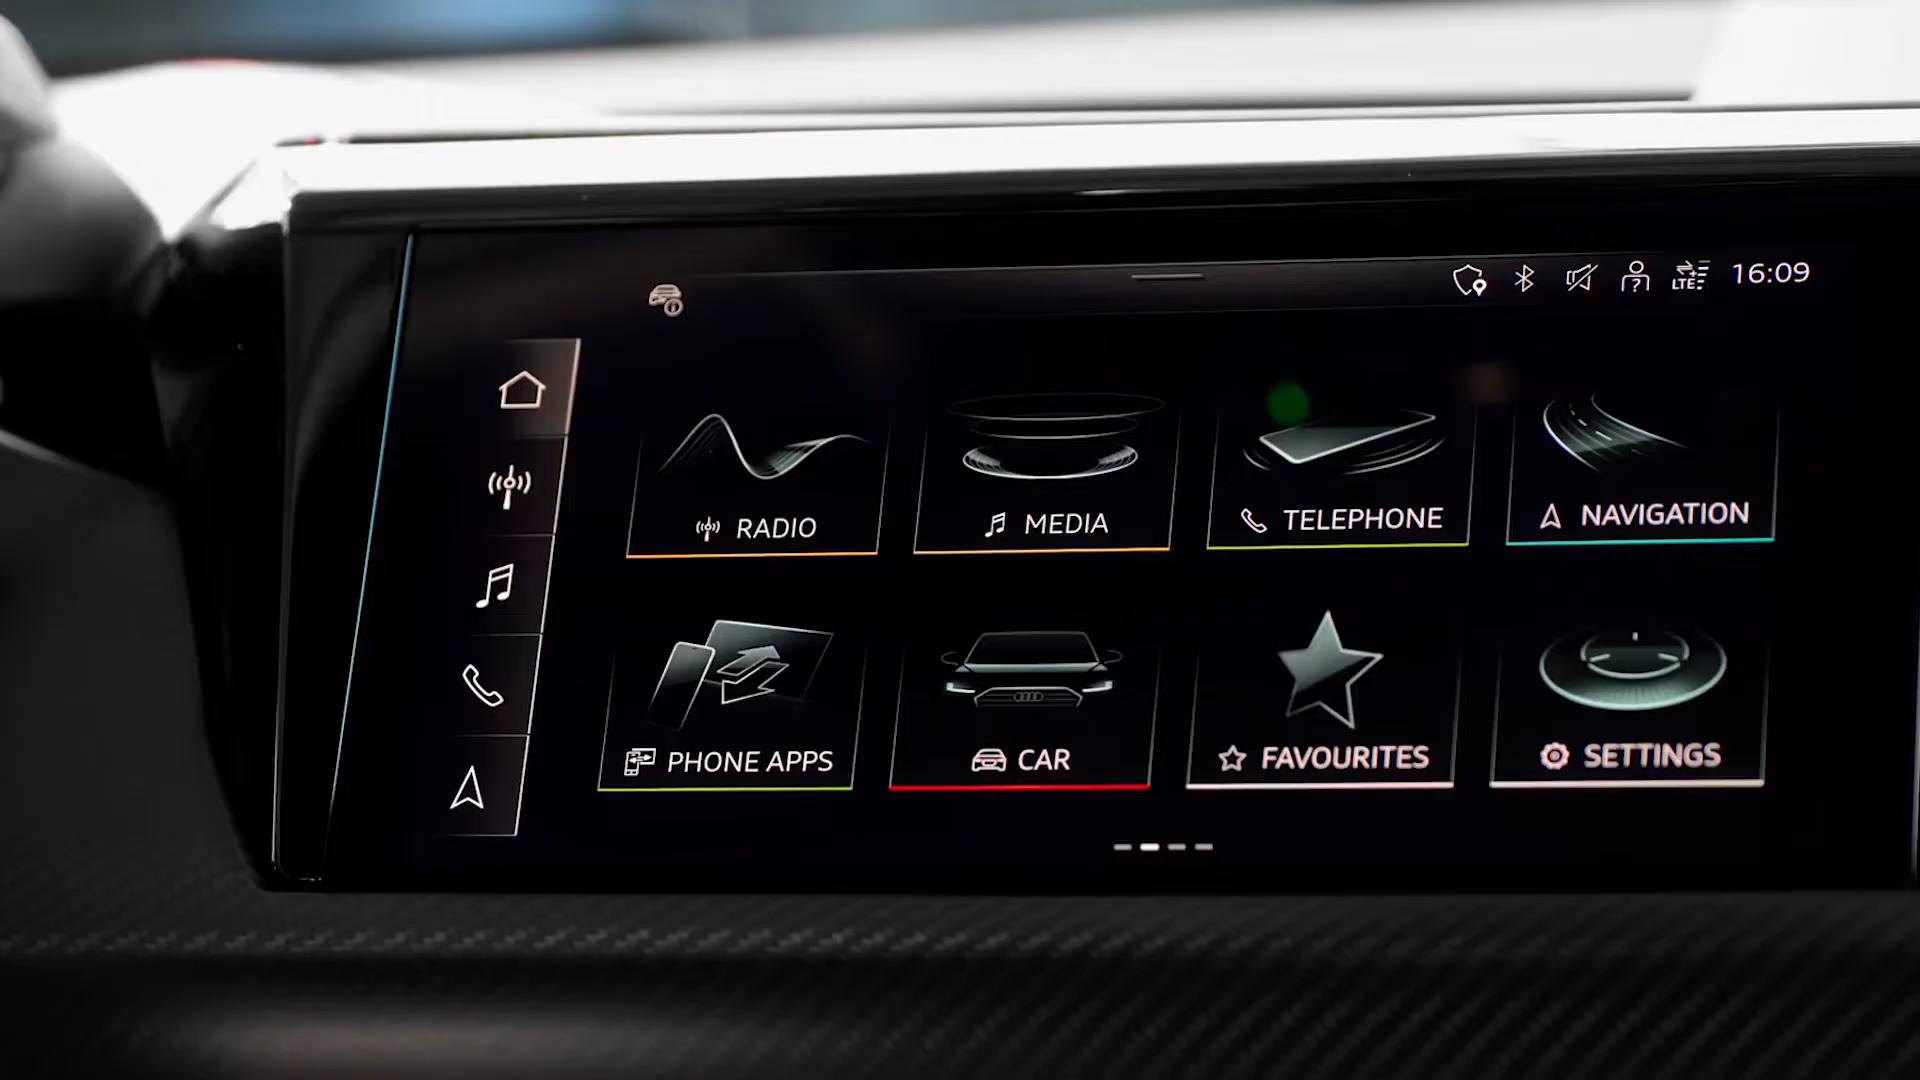 LTE 16:09
RADIO
MEDIA
TELEPHONE
NAVIGATION
PHONE APPS
CAR
FAVOURITES
SETTINGS